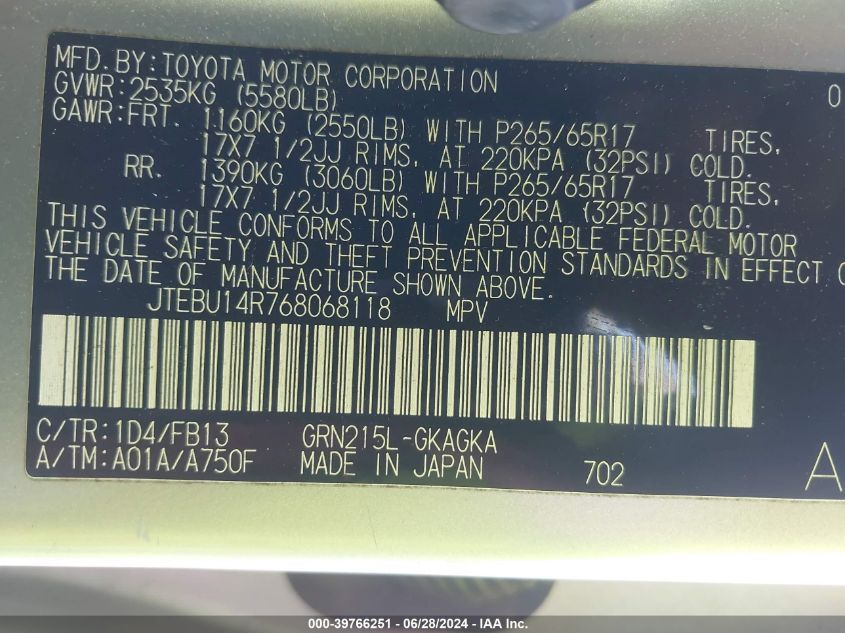 MFD. BY: TOYOTA MOTOR CORPORATION 0
GVWR: 2535KG (5580LB)
GAWR: FRT. 1160KG (2550LB) WITH P265/65R17 TIRES,
17X7 1/2JJ RIMS, AT 220KPA (32PSI) COLD.
RR. 1390KG (3060LB) WITH P265/65R17 TIRES,
17X7 1/2JJ RIMS, AT 220KPA (32PSI) COLD.
THIS VEHICLE CONFORMS TO ALL APPLICABLE FEDERAL MOTOR
VEHICLE SAFETY AND THEFT PREVENTION STANDARDS IN EFFECT
THE DATE OF MANUFACTURE SHOWN ABOVE.
JTEBU14R768068118 MPV
C/TR: 1D4/FB13 GRN215L-GKAGKA
A/TM: A01A/A750F MADE IN JAPAN 702 A
000-39766251 - 06/28/2024 - IAA Inc.